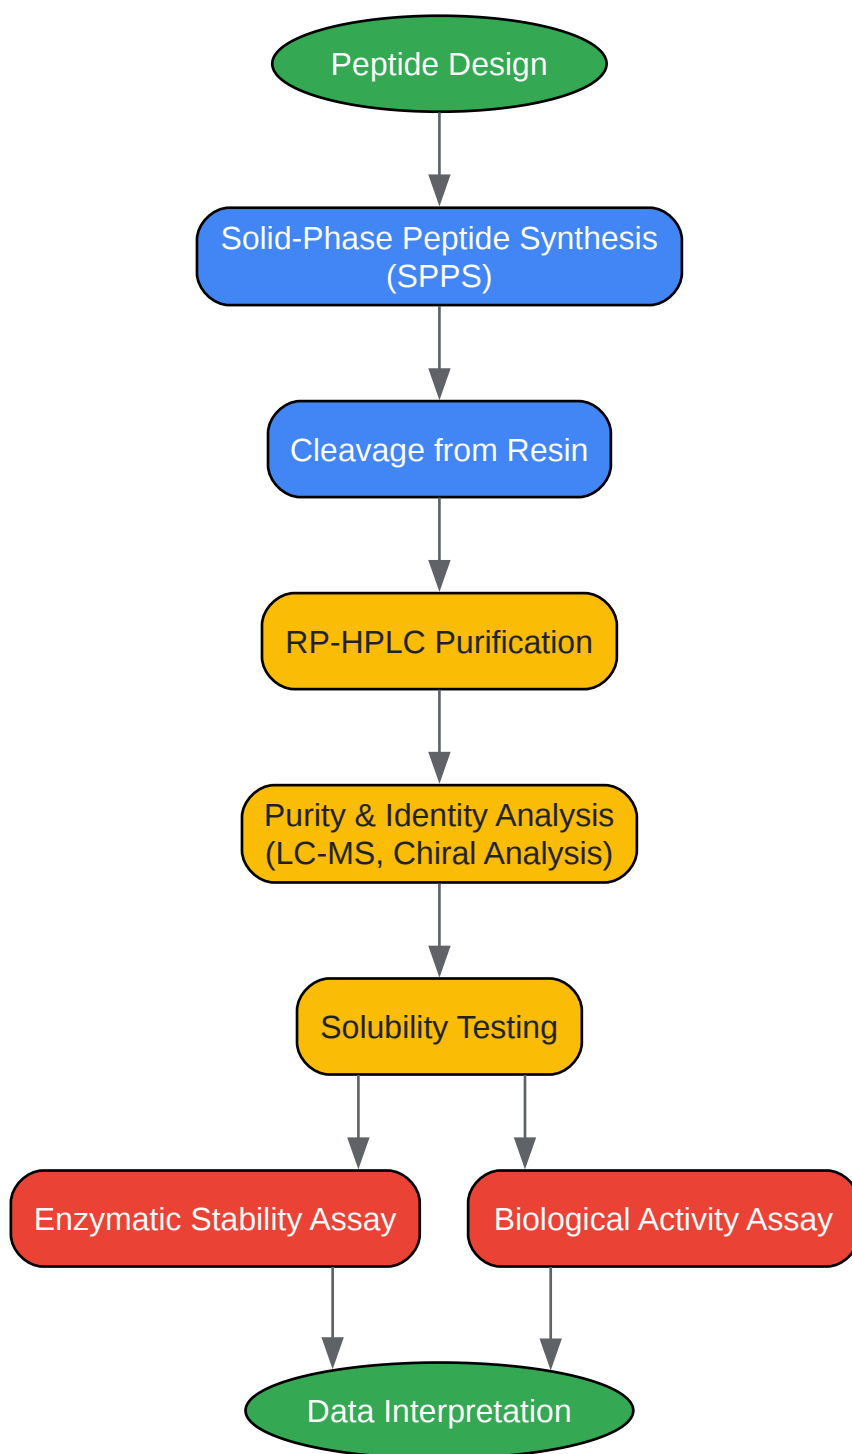 Peptide Design
Solid-Phase Peptide Synthesis
(SPPS)
Cleavage from Resin
RP-HPLC Purification
Purity & Identity Analysis
(LC-MS, Chiral Analysis)
Solubility Testing
Enzymatic Stability Assay
Biological Activity Assay
Data Interpretation